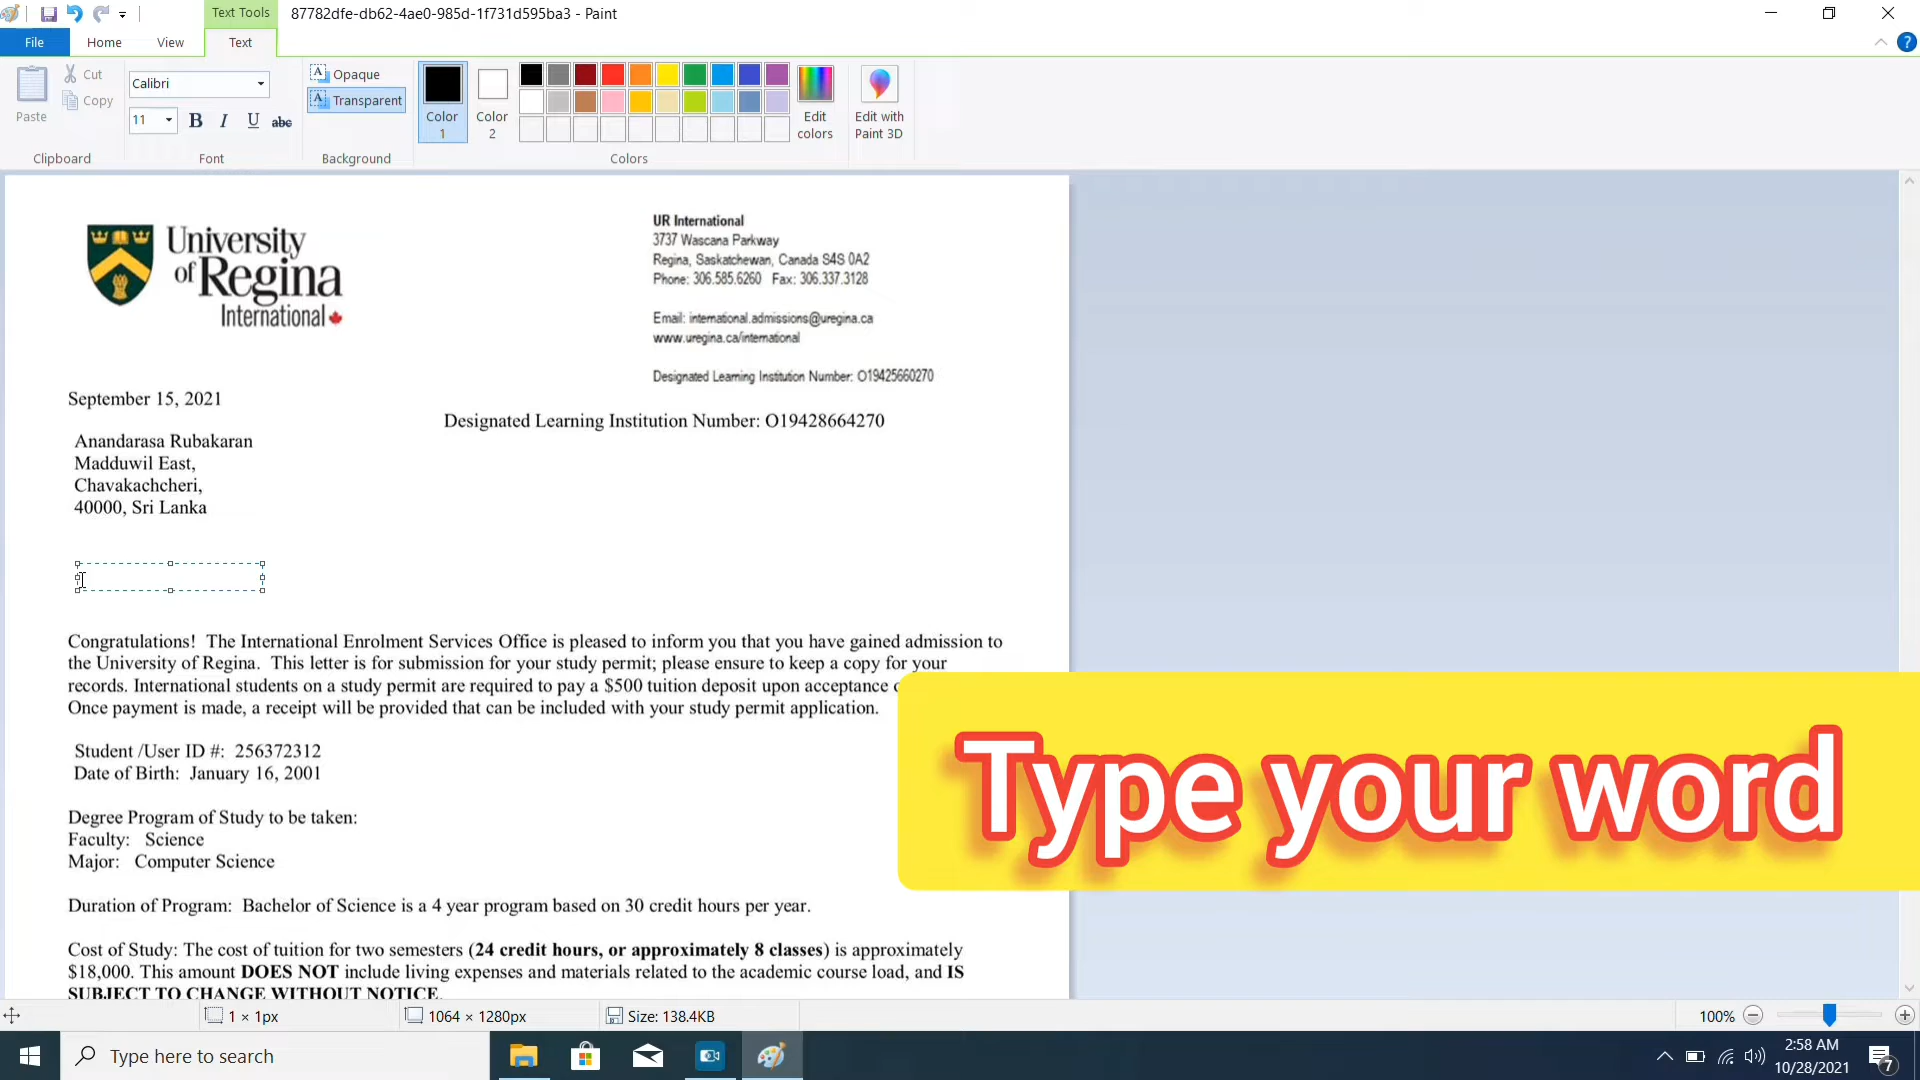 Text Tools
87782dfe-db62-4ae0-985d-1f731d595ba3 - Paint
File
Home
View
Text
Paste
Cut
Copy
Clipboard
Calibri
11
B I U abc
Font
Opaque
Transparent
Background
Color
1
Color
2
Edit
colors
Colors
Edit with
Paint 3D
University
of Regina
International
UR International
3737 Wascana Parkway
Regina, Saskatchewan, Canada S4S 0A2
Phone: 306.585.6260 Fax: 306.337.3128
Email: international.admissions@uregina.ca
www.uregina.ca/international
Designated Learning Institution Number: O19425660270
September 15, 2021
Designated Learning Institution Number: O19428664270
Anandarasa Rubakaran
Madduwil East,
Chavakachcheri,
40000, Sri Lanka
Congratulations! The International Enrolment Services Office is pleased to inform you that you have gained admission to
the University of Regina. This letter is for submission for your study permit; please ensure to keep a copy for your
records. International students on a study permit are required to pay a $500 tuition deposit upon acceptance
Once payment is made, a receipt will be provided that can be included with your study permit application.
Student /User ID #: 256372312
Date of Birth: January 16, 2001
Degree Program of Study to be taken:
Faculty: Science
Major: Computer Science
Duration of Program: Bachelor of Science is a 4 year program based on 30 credit hours per year.
Cost of Study: The cost of tuition for two semesters (24 credit hours, or approximately 8 classes) is approximately
$18,000. This amount DOES NOT include living expenses and materials related to the academic course load, and IS
SUBJECT TO CHANGE WITHOUT NOTICE.
Type your word
1 × 1px
1064 × 1280px
Size: 138.4KB
100%
Type here to search
2:58 AM
10/28/2021
7